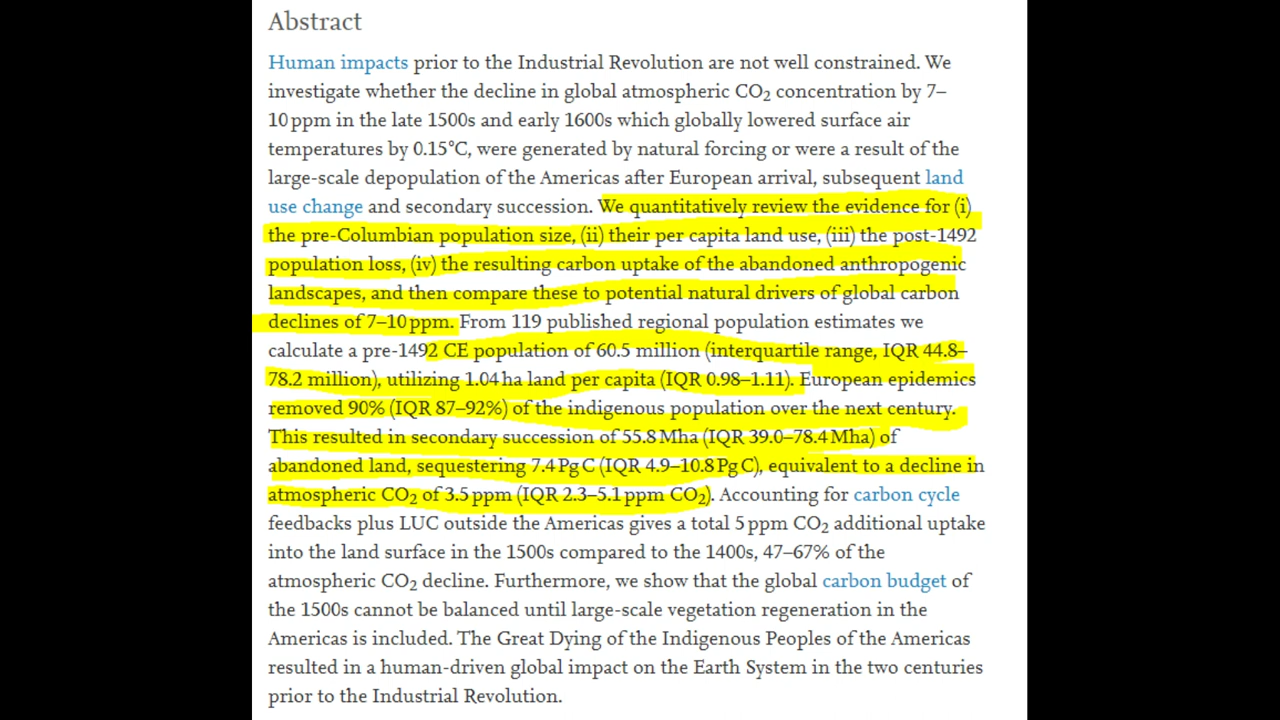 Abstract
Human impacts prior to the Industrial Revolution are not well constrained. We
investigate whether the decline in global atmospheric CO₂ concentration by 7–
10 ppm in the late 1500s and early 1600s which globally lowered surface air
temperatures by 0.15°C, were generated by natural forcing or were a result of the
large-scale depopulation of the Americas after European arrival, subsequent land
use change and secondary succession. We quantitatively review the evidence for (i)
the pre-Columbian population size, (ii) their per capita land use, (iii) the post-1492
population loss, (iv) the resulting carbon uptake of the abandoned anthropogenic
landscapes, and then compare these to potential natural drivers of global carbon
declines of 7–10 ppm. From 119 published regional population estimates we
calculate a pre-1492 CE population of 60.5 million (interquartile range, IQR 44.8–
78.2 million), utilizing 1.04 ha land per capita (IQR 0.98–1.11). European epidemics
removed 90% (IQR 87–92%) of the indigenous population over the next century.
This resulted in secondary succession of 55.8 Mha (IQR 39.0–78.4 Mha) of
abandoned land, sequestering 7.4 Pg C (IQR 4.9–10.8 Pg C), equivalent to a decline in
atmospheric CO₂ of 3.5 ppm (IQR 2.3–5.1 ppm CO₂). Accounting for carbon cycle
feedbacks plus LUC outside the Americas gives a total 5 ppm CO₂ additional uptake
into the land surface in the 1500s compared to the 1400s, 47–67% of the
atmospheric CO₂ decline. Furthermore, we show that the global carbon budget of
the 1500s cannot be balanced until large-scale vegetation regeneration in the
Americas is included. The Great Dying of the Indigenous Peoples of the Americas
resulted in a human-driven global impact on the Earth System in the two centuries
prior to the Industrial Revolution.